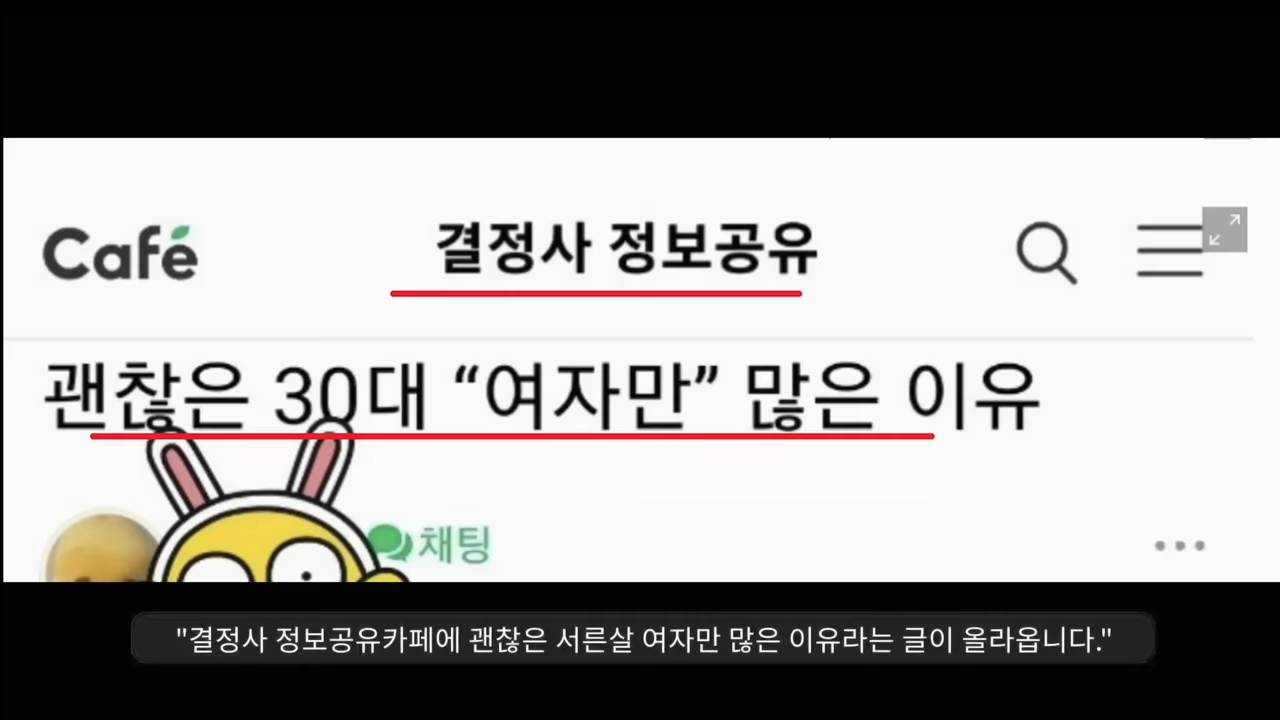 Café
결정사 정보공유
괜찮은 30대 “여자만” 많은 이유
채팅
"결정사 정보공유카페에 괜찮은 서른살 여자만 많은 이유라는 글이 올라옵니다."